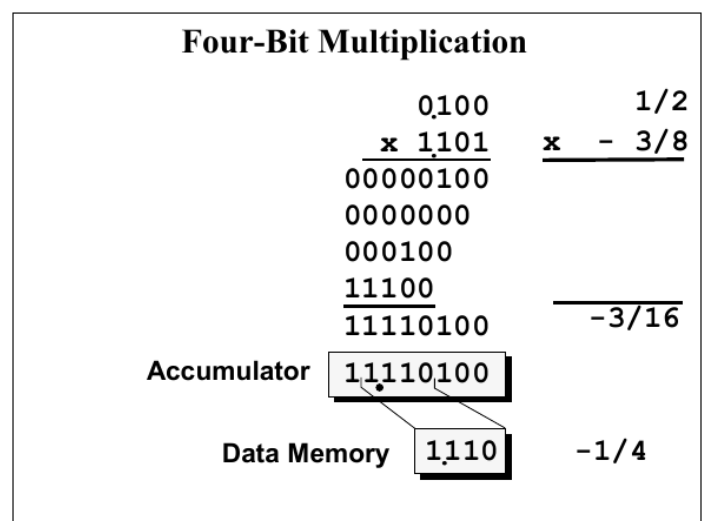 Four-Bit Multiplication
0.100 1/2
x 1.101 x - 3/8
00000100
0000000
000100
11100
11110100 -3/16
Accumulator 11.110100
Data Memory 1.110 -1/4